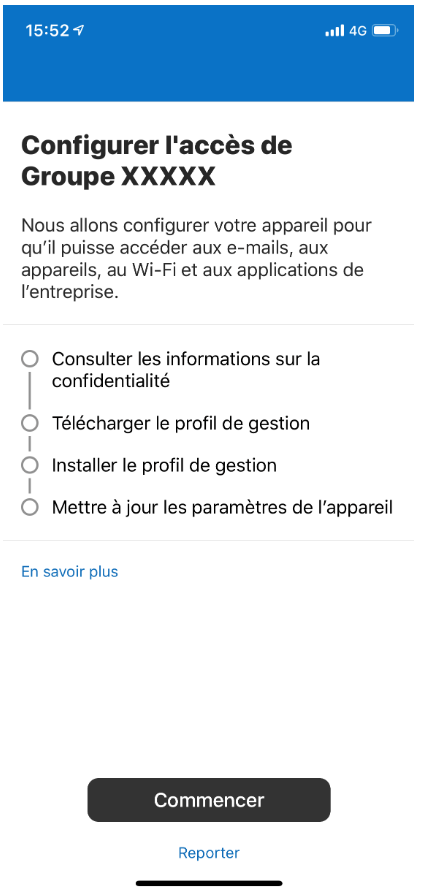 15:52
4G
Configurer l'accès de
Groupe XXXXX
Nous allons configurer votre appareil pour
qu’il puisse accéder aux e-mails, aux
appareils, au Wi-Fi et aux applications de
l’entreprise.
Consulter les informations sur la
confidentialité
Télécharger le profil de gestion
Installer le profil de gestion
Mettre à jour les paramètres de l’appareil
En savoir plus
Commencer
Reporter